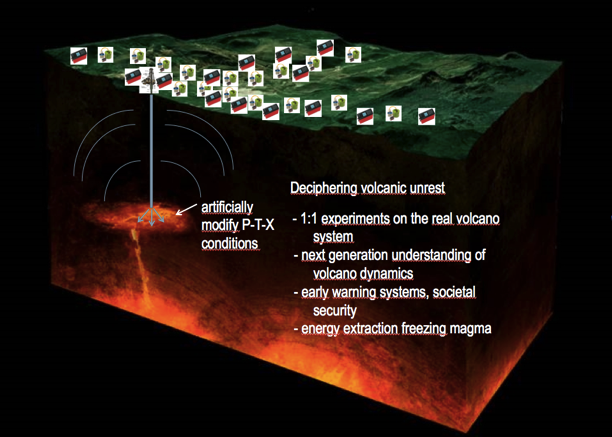 Deciphering volcanic unrest
- 1:1 experiments on the real volcano
system
- next generation understanding of
volcano dynamics
- early warning systems, societal
security
- energy extraction freezing magma
artificially
modify P-T-X
conditions